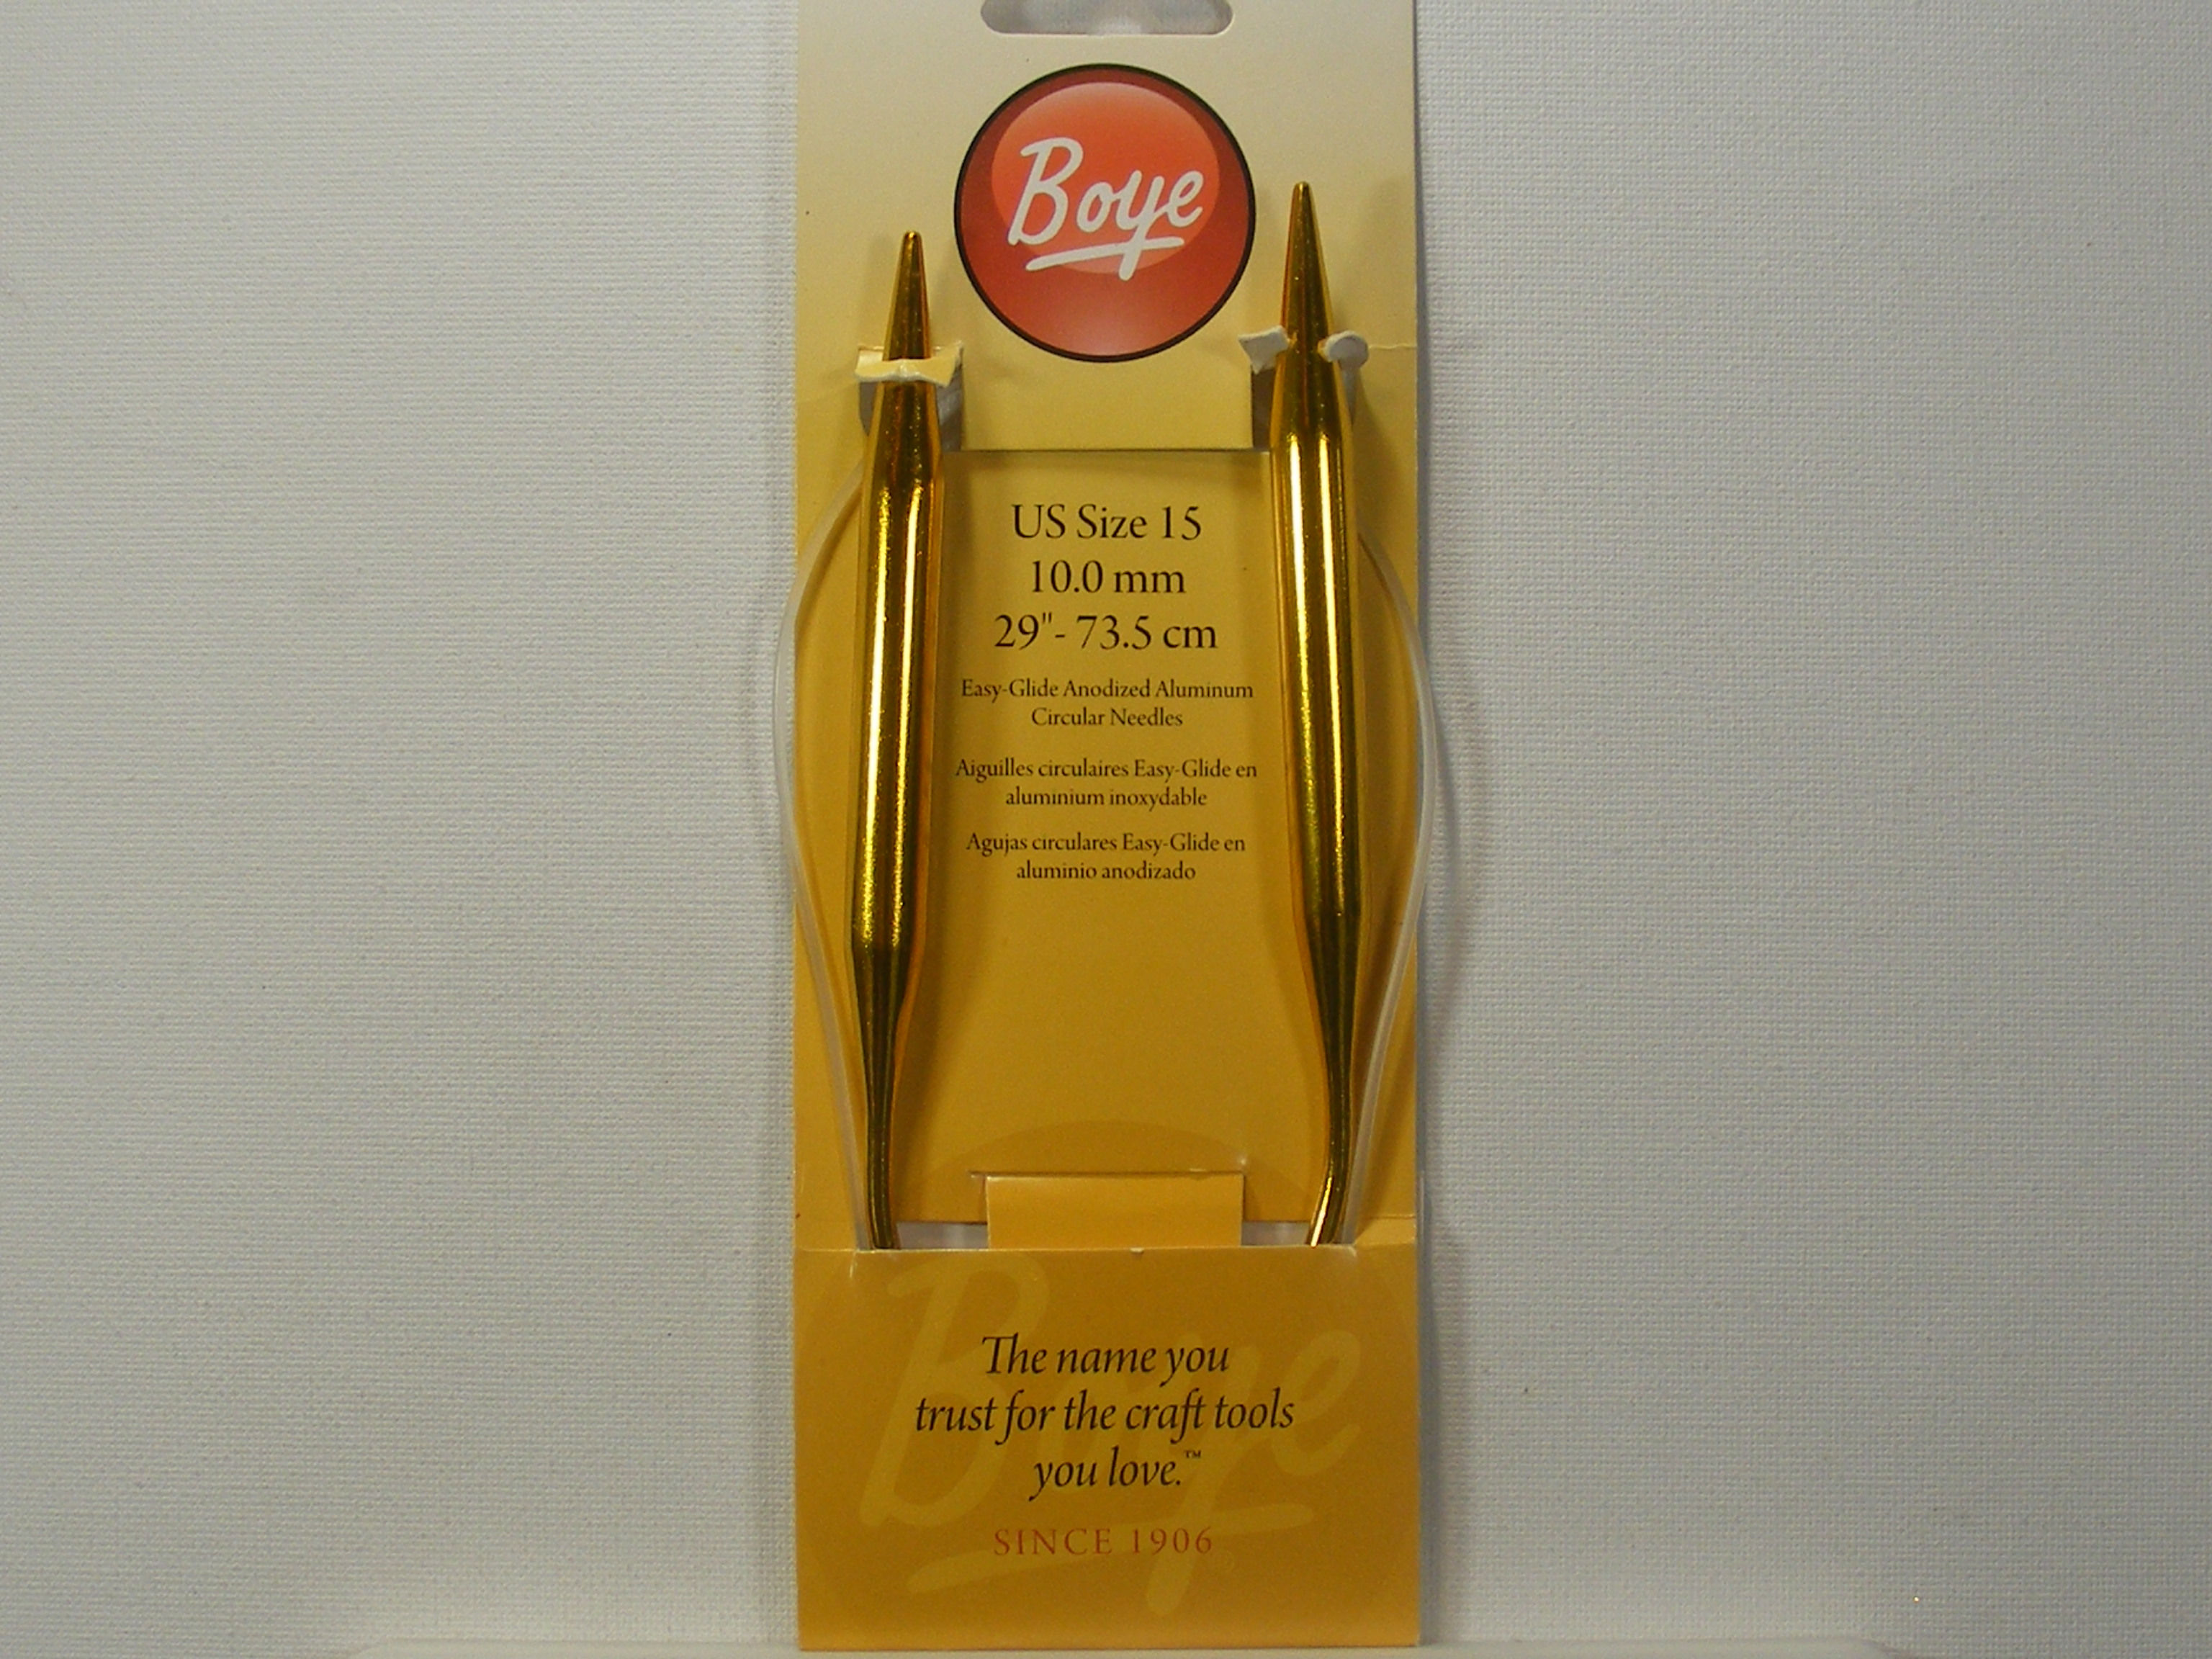 Boye
US Size 15
10.0 mm
29"- 73.5 cm
Easy-Glide Anodized Aluminum
Circular Needles
Aiguilles circulaires Easy-Glide en
aluminium inoxydable
Agujas circulares Easy-Glide en
aluminio anodizado
Boye
The name you
trust for the craft tools
you love.™
SINCE 1906